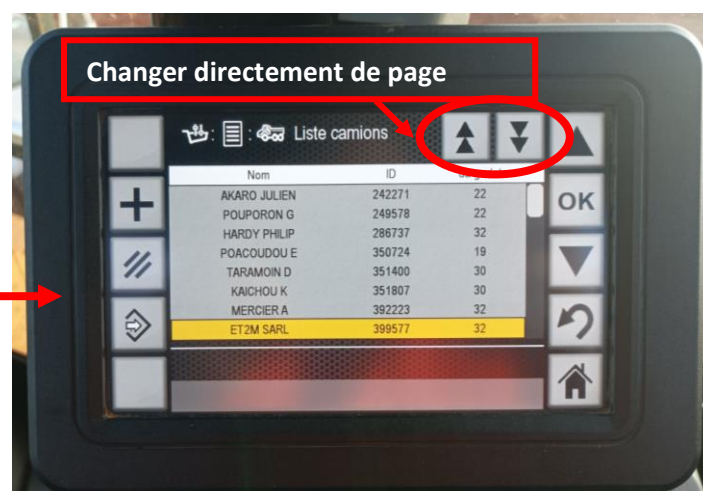 Changer directement de page
: : Liste camions
Nom ID
AKARO JULIEN 242271 22
POUPORON G 249578 22
HARDY PHILIP 286737 32
POACOUDOU E 350724 19
TARAMOIN D 351400 30
KAICHOU K 351807 30
MERCIER A 392223 32
ET2M SARL 399577 32
OK